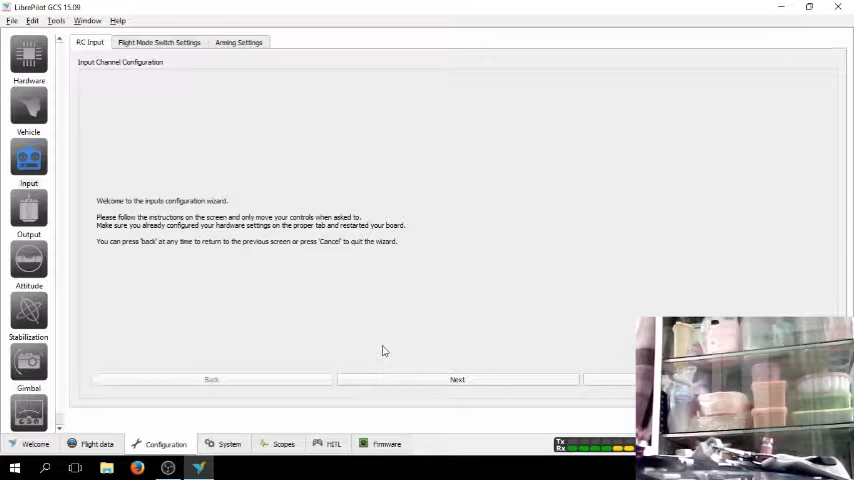 LibrePilot GCS 15.09
File Edit Tools Window Help
RC Input Flight Mode Switch Settings Arming Settings
Input Channel Configuration
Hardware
Vehicle
Input
Output
Attitude
Stabilization
Gimbal
Welcome to the inputs configuration wizard.
Please follow the instructions on the screen and only move your controls when asked to.
Make sure you already configured your hardware settings on the proper tab and restarted your board.
You can press 'back' at any time to return to the previous screen or press 'Cancel' to quit the wizard.
Back Next
Welcome Flight data Configuration System Scopes HITL Firmware
Tx
Rx